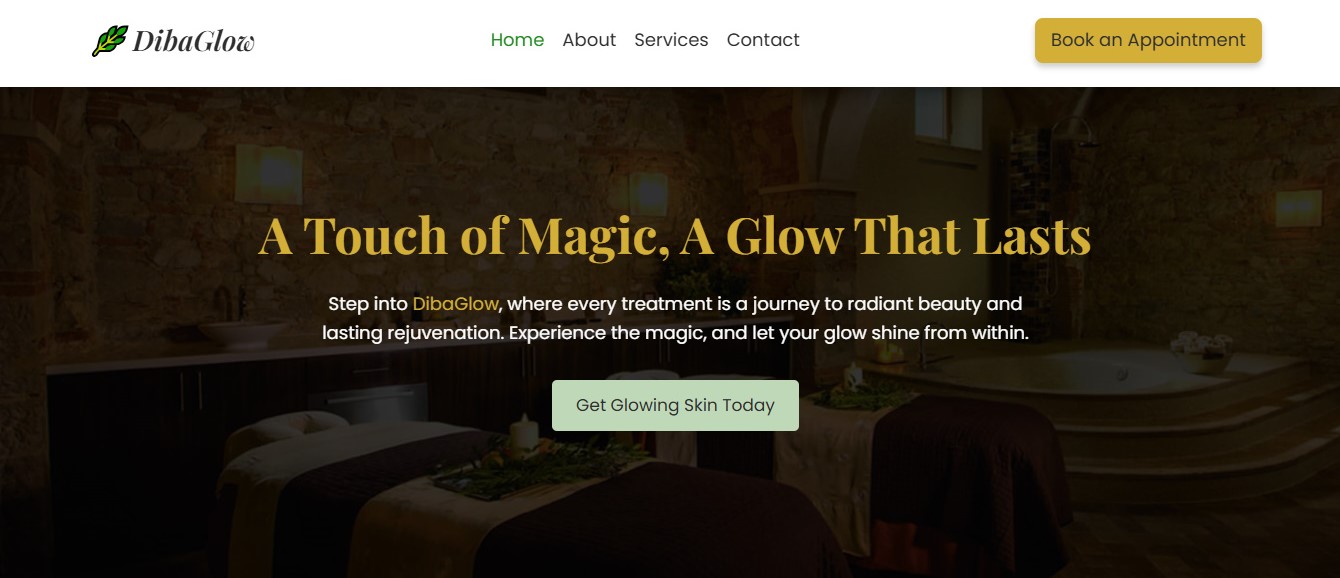 DibaGlow
Home About Services Contact
Book an Appointment
A Touch of Magic, A Glow That Lasts
Step into DibaGlow, where every treatment is a journey to radiant beauty and
lasting rejuvenation. Experience the magic, and let your glow shine from within.
Get Glowing Skin Today